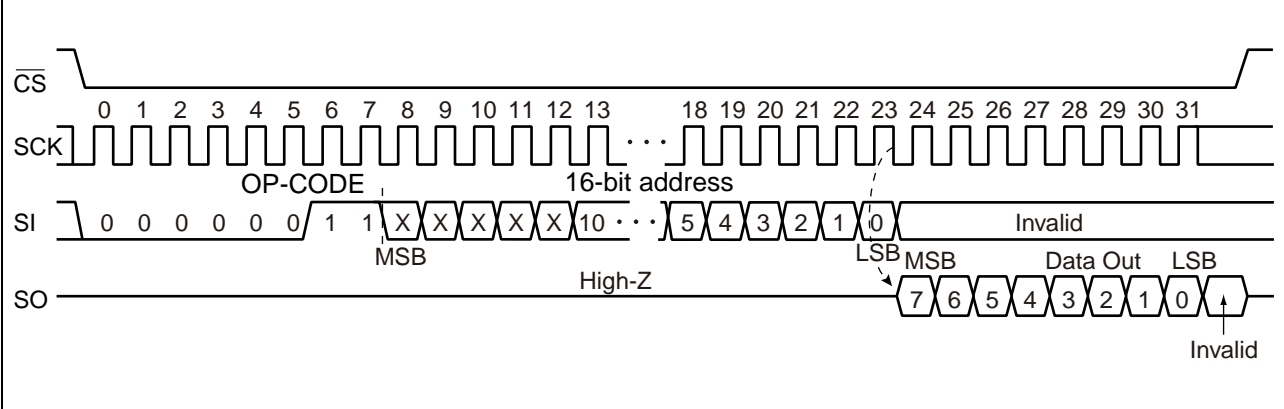 CS
0 1 2 3 4 5 6 7 8 9 10 11 12 13 18 19 20 21 22 23 24 25 26 27 28 29 30 31
SCK ···
OP-CODE 16-bit address
SI 0 0 0 0 0 0 1 1 X X X X X 10 ··· 5 4 3 2 1 0 Invalid
MSB LSB MSB Data Out LSB
High-Z
SO 7 6 5 4 3 2 1 0
Invalid